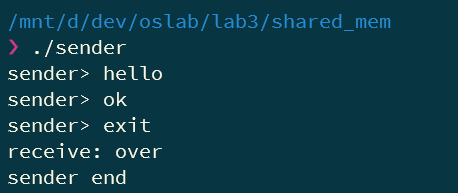 /mnt/d/dev/oslab/lab3/shared_mem
❯ ./sender
sender> hello
sender> ok
sender> exit
receive: over
sender end